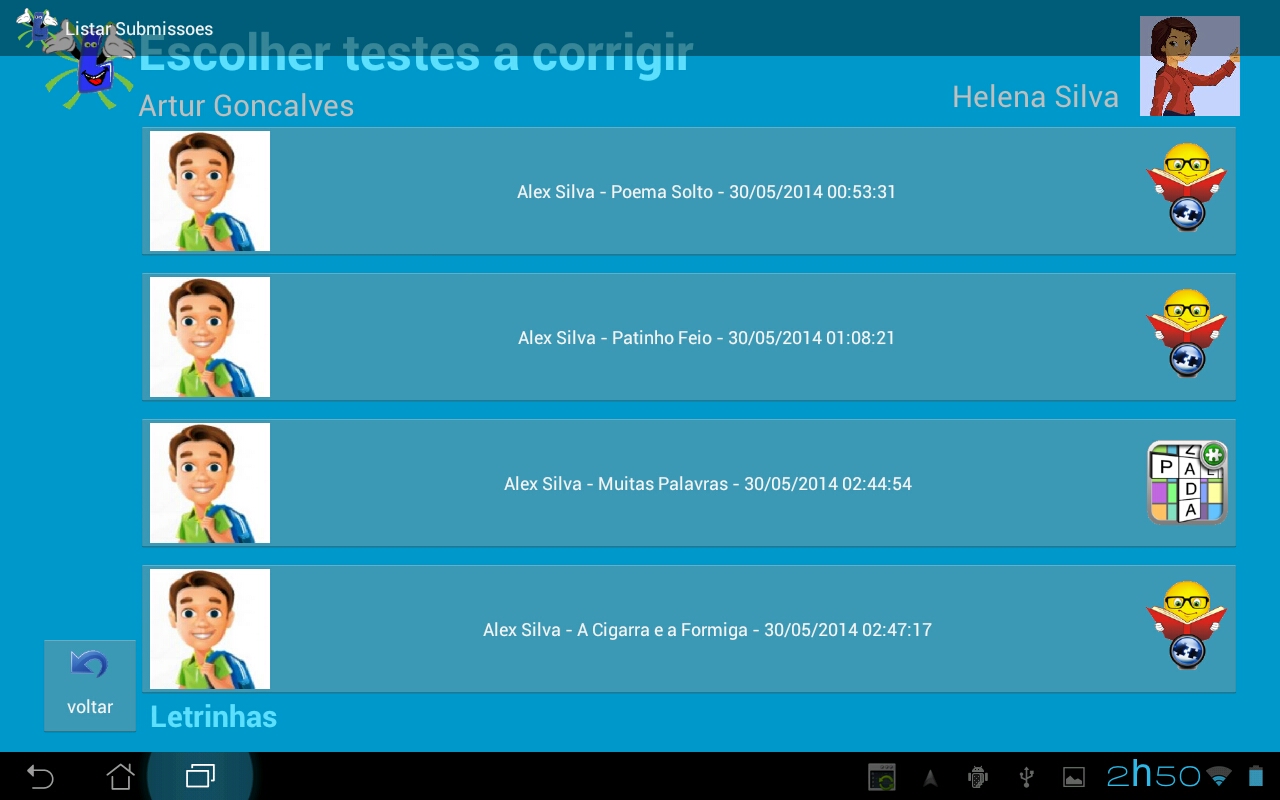 Listar Submissoes
Escolher testes a corrigir
Artur Goncalves
Helena Silva
Alex Silva - Poema Solto - 30/05/2014 00:53:31
Alex Silva - Patinho Feio - 30/05/2014 01:08:21
P A
D
A
Alex Silva - Muitas Palavras - 30/05/2014 02:44:54
Alex Silva - A Cigarra e a Formiga - 30/05/2014 02:47:17
voltar
Letrinhas
2h50